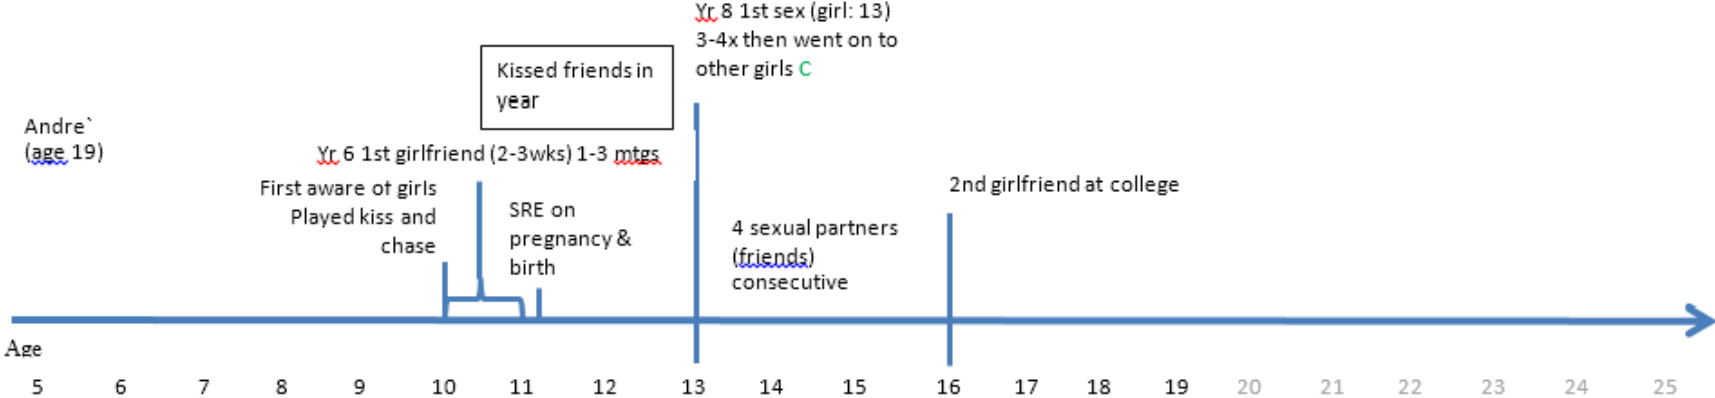 Yr 8 1st sex (girl: 13)
3-4x then went on to
other girls C
Kissed friends in
year
Andre`
(age 19)
Yr 6 1st girlfriend (2-3wks) 1-3 mtgs
First aware of girls
Played kiss and
chase
SRE on
pregnancy &
birth
2nd girlfriend at college
4 sexual partners
(friends)
consecutive
Age
5 6 7 8 9 10 11 12 13 14 15 16 17 18 19 20 21 22 23 24 25